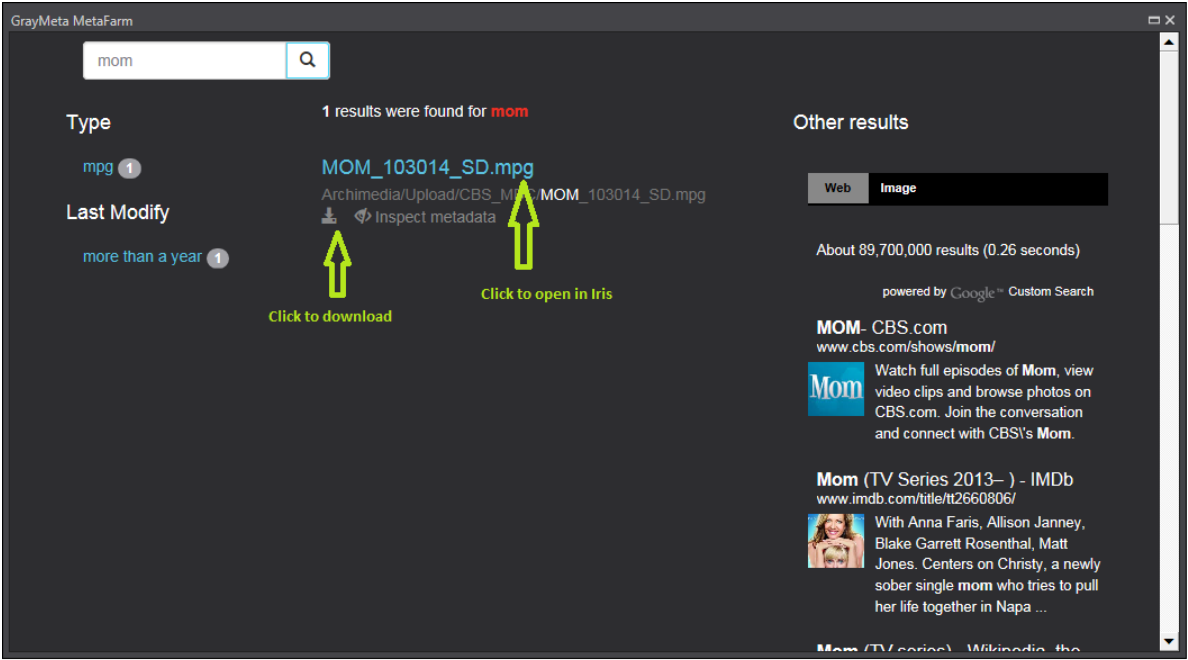 GrayMeta MetaFarm
mom
Type
mpg 1
Last Modify
more than a year 1
1 results were found for mom
MOM_103014_SD.mpg
Archimedia/Upload/CBS_M /MOM_103014_SD.mpg
Inspect metadata
Click to open in Iris
Click to download
Other results
Web Image
About 89,700,000 results (0.26 seconds)
powered by Google™ Custom Search
MOM- CBS.com
www.cbs.com/shows/mom/
Mom
Watch full episodes of Mom, view
video clips and browse photos on
CBS.com. Join the conversation
and connect with CBS\'s Mom.
Mom (TV Series 2013– ) - IMDb
www.imdb.com/title/tt2660806/
With Anna Faris, Allison Janney,
Blake Garrett Rosenthal, Matt
Jones. Centers on Christy, a newly
sober single mom who tries to pull
her life together in Napa ...
Mom (TV series) - Wikipedia, the